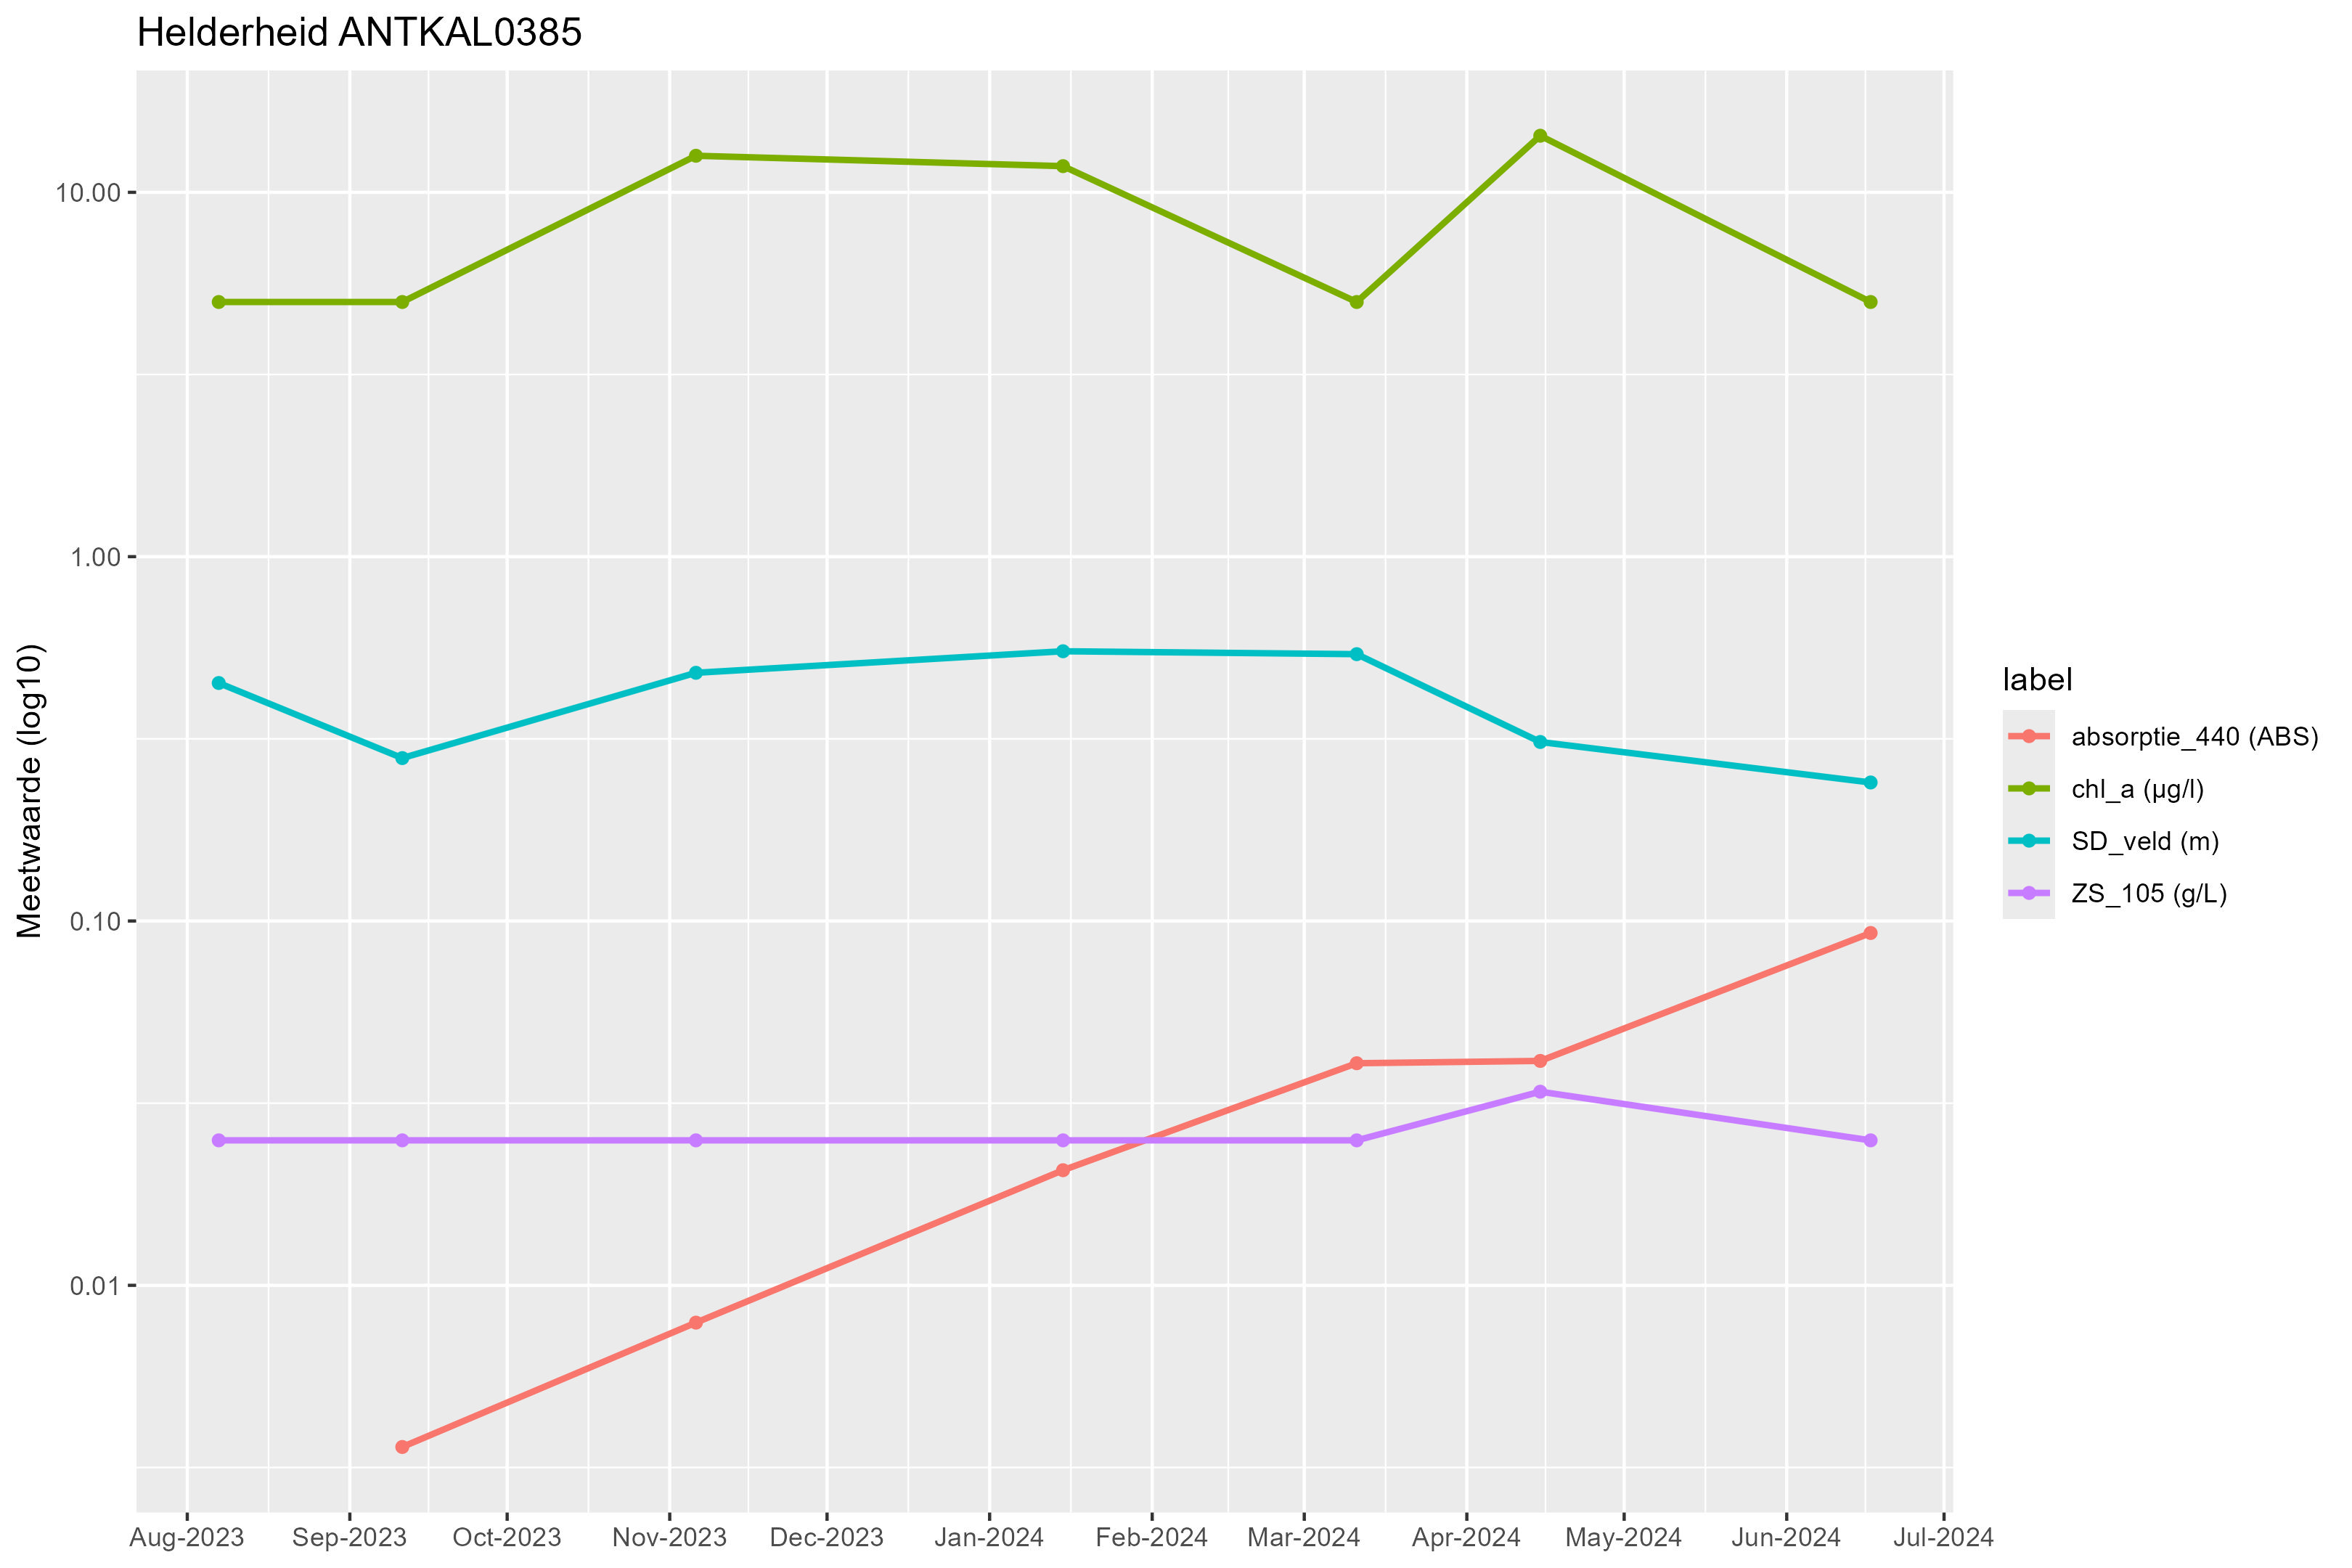 Helderheid ANTKAL0385
Meetwaarde (log10)
10.00
1.00
0.10
0.01
Aug-2023
Sep-2023
Oct-2023
Nov-2023
Dec-2023
Jan-2024
Feb-2024
Mar-2024
Apr-2024
May-2024
Jun-2024
Jul-2024
label
absorptie_440 (ABS)
chl_a (µg/l)
SD_veld (m)
ZS_105 (g/L)